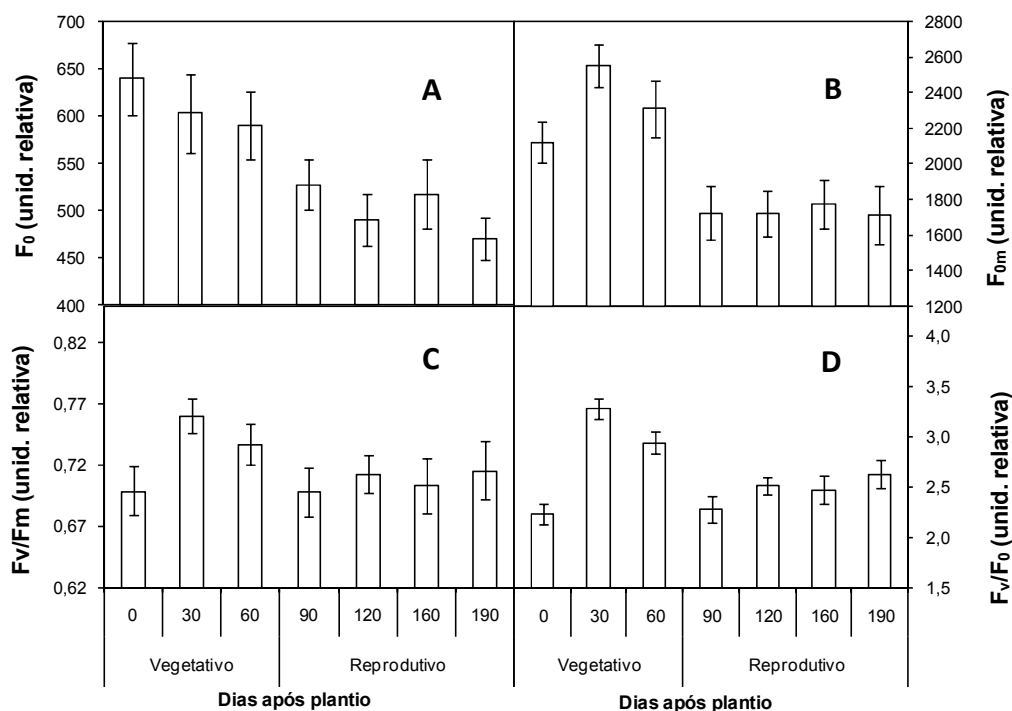 700 2800
650 2600
600 2400
550 2200
500 2000
450 1800
400 1600
1400
1200
F0 (unid. relativa)
A
B
F0m (unid. relativa)
0,82 4,0
0,77 3,5
0,72 3,0
0,67 2,5
0,62 2,0
1,5
Fv/Fm (unid. relativa)
C
D
Fv/F0 (unid. relativa)
0 30 60 90 120 160 190 0 30 60 90 120 160 190
Vegetativo Reprodutivo Vegetativo Reprodutivo
Dias após plantio Dias após plantio